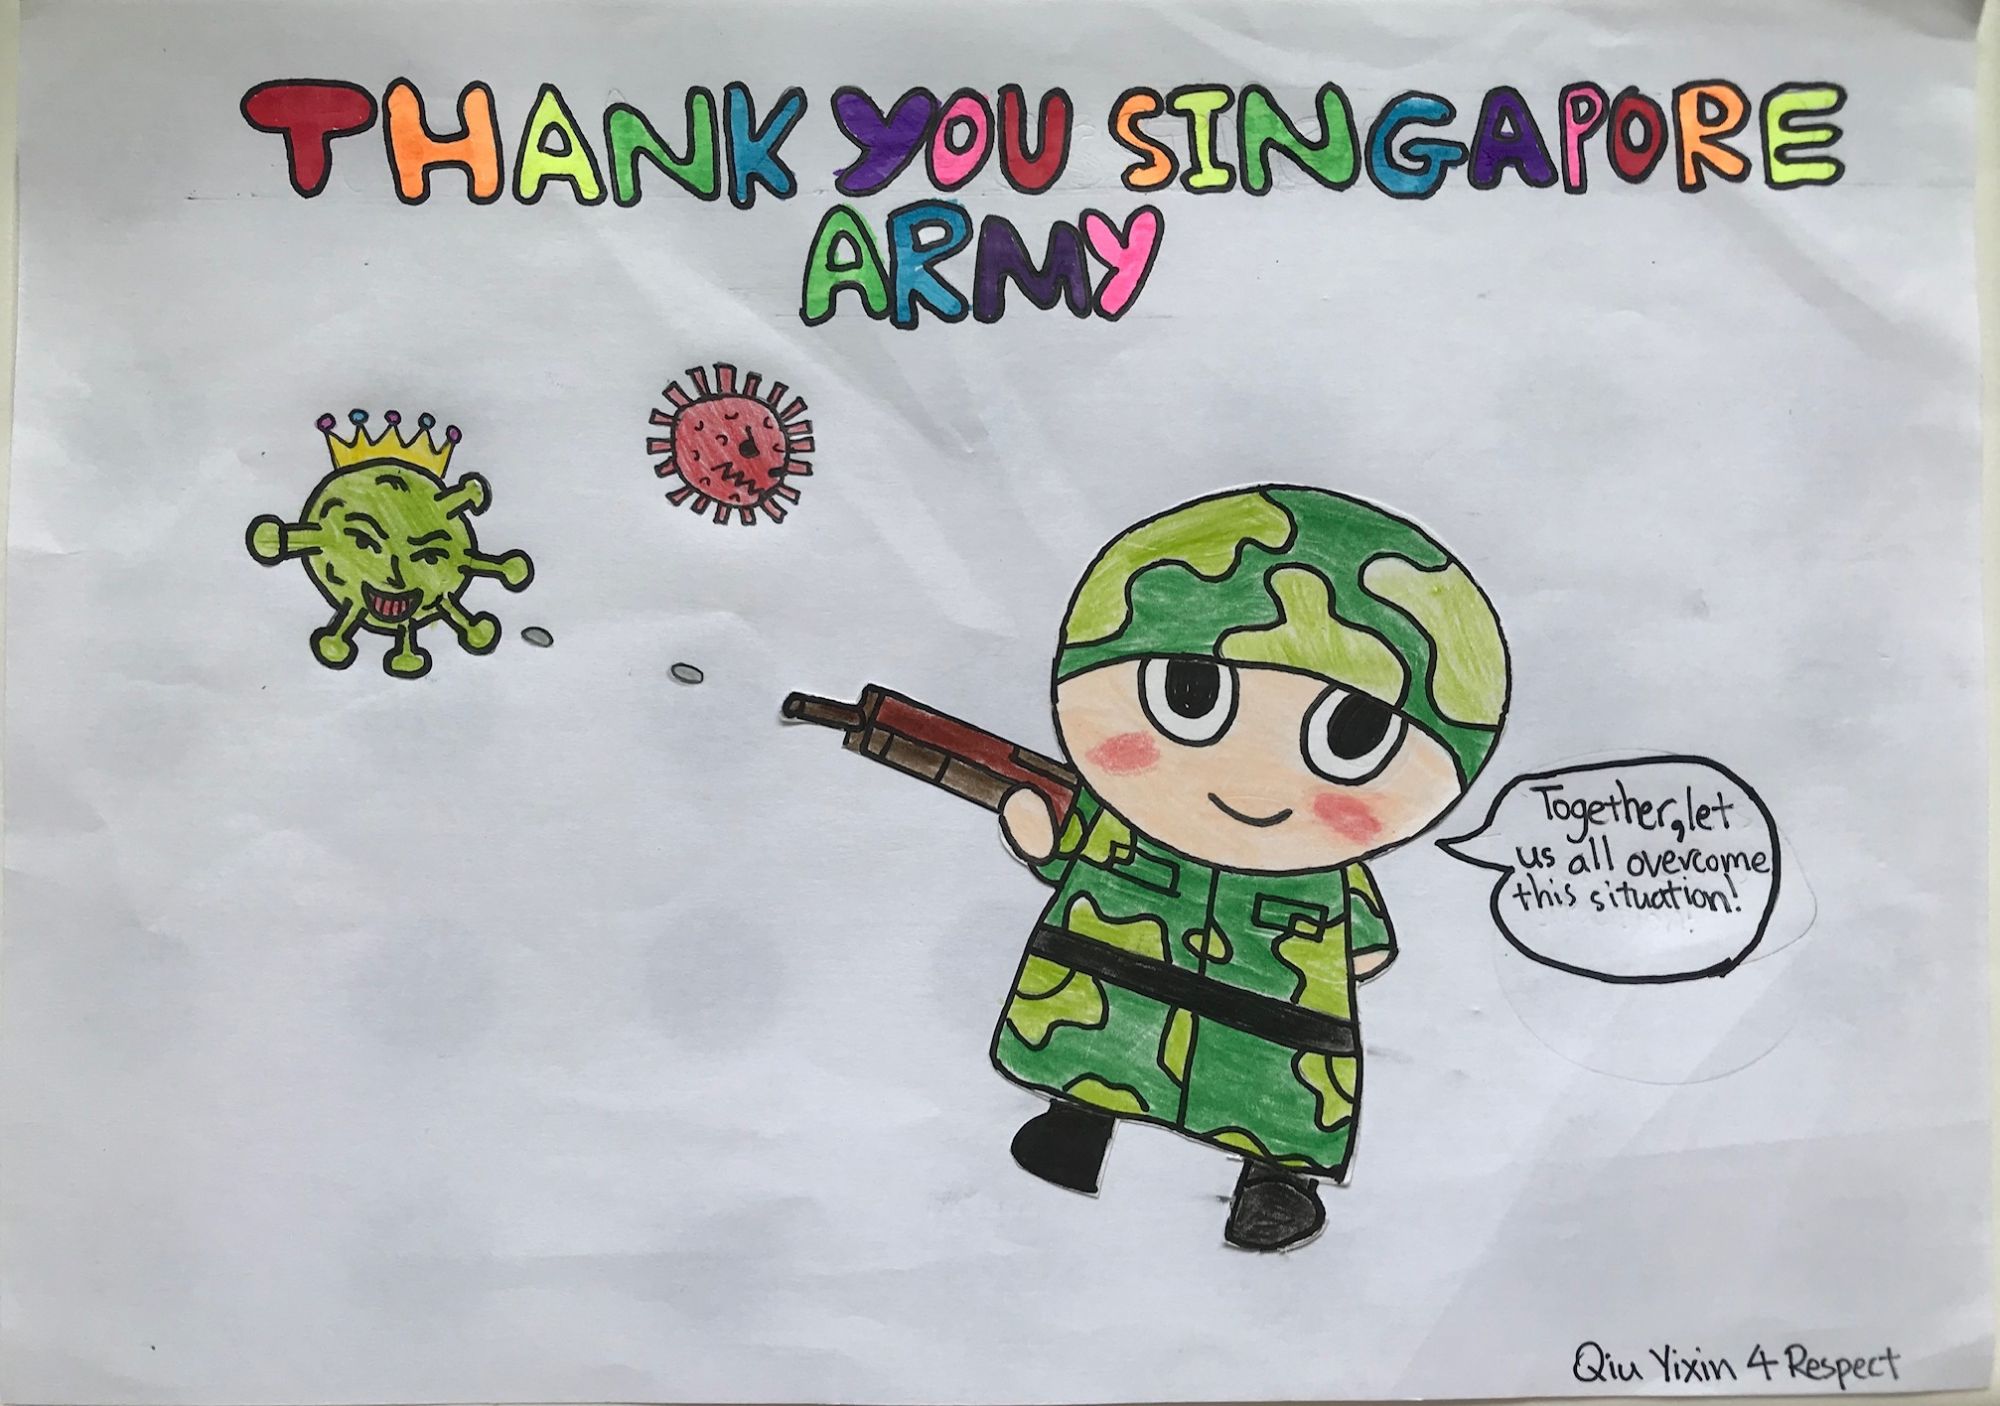 THANK YOU SINGAPORE
ARMY
Together, let
us all overcome
this situation!
Qiu Yixin 4 Respect